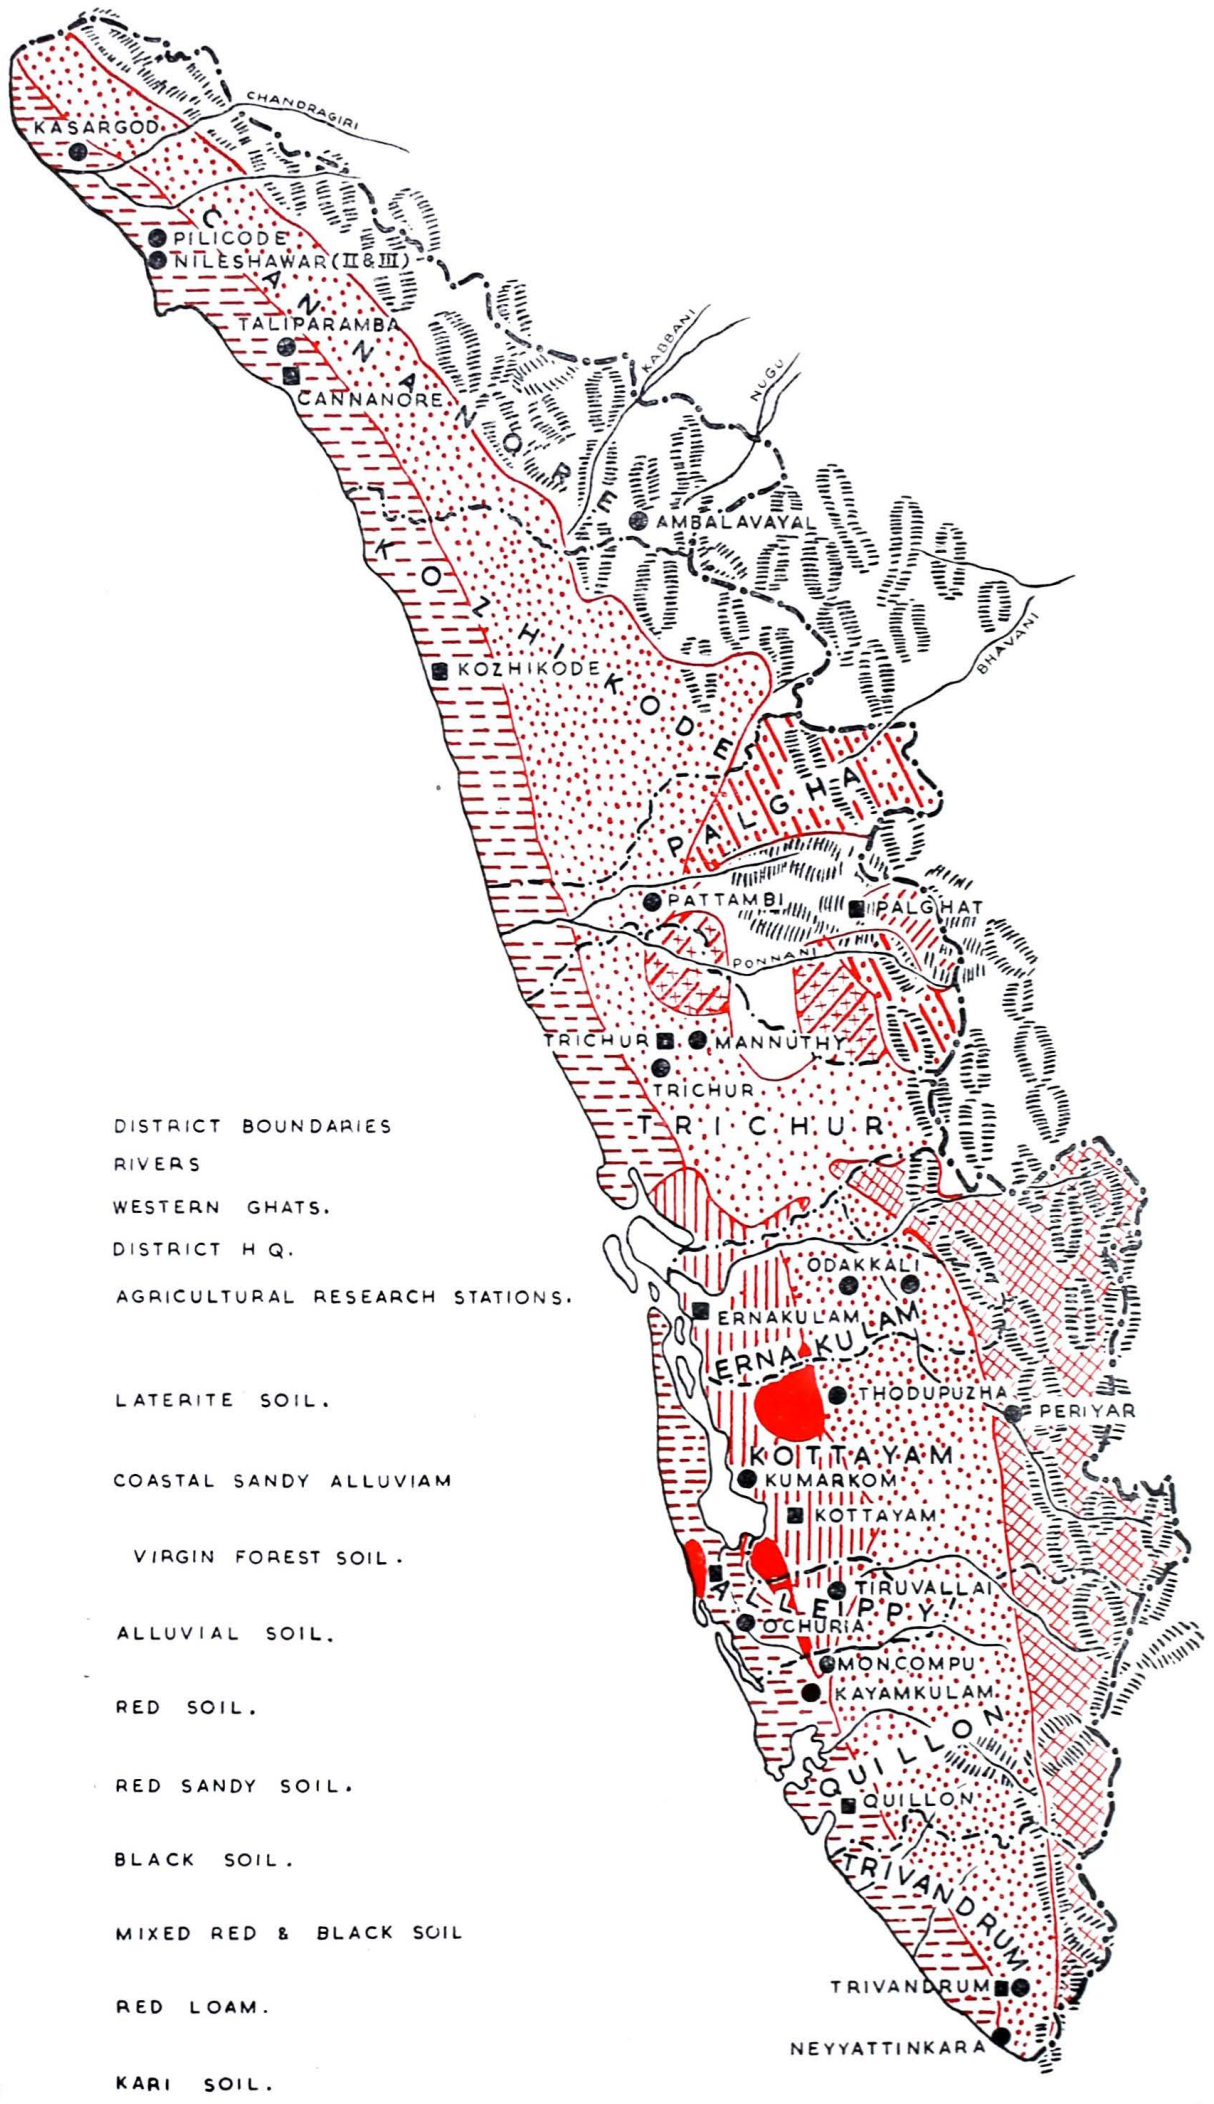 CHANDRAGIRI
KASARGOD
CANNANORE
PILICODE
NILESHAWAR (II & III)
TALIPARAMBA
KABBANI
NUGU
CANNANORE
AMBALAVAYAL
KOZHIKODE
BHAVANI
KOZHIKODE
PALGHA
PATTAMBI
PALGHAT
PONNANI
TRICHUR
MANNUTHY
TRICHUR
TRICHUR
DISTRICT BOUNDARIES
RIVERS
WESTERN GHATS.
DISTRICT H Q.
AGRICULTURAL RESEARCH STATIONS.
LATERITE SOIL.
COASTAL SANDY ALLUVIAM
VIRGIN FOREST SOIL.
ALLUVIAL SOIL.
RED SOIL.
RED SANDY SOIL.
BLACK SOIL.
MIXED RED & BLACK SOIL
RED LOAM.
KARI SOIL.
ODAKKALI
ERNAKULAM
ERNAKULAM
THODUPUZHA
PERIYAR
KOTTAYAM
KUMARKOM
KOTTAYAM
TIRUVALLAI
ALLEIPPY
OCHURIA
MONCOMPU
KAYAMKULAM
QUILLON
QUILLON
TRIVANDRUM
TRIVANDRUM
NEYYATTINKARA